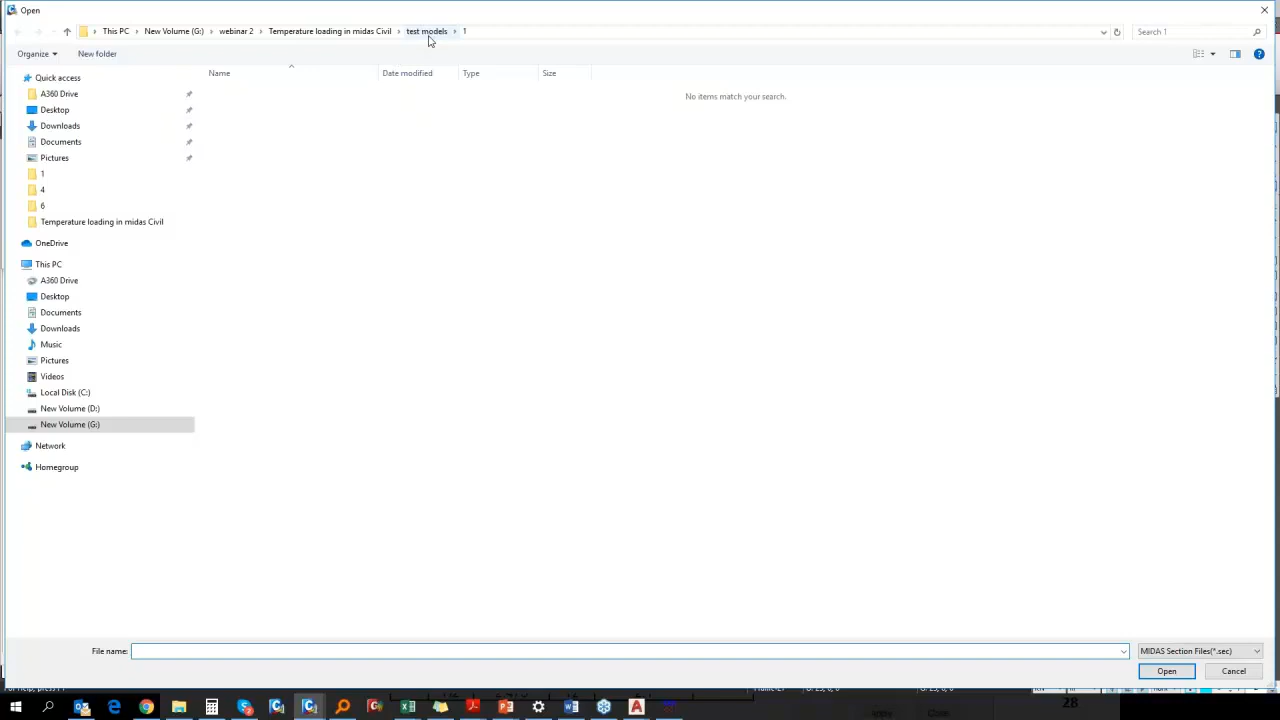 Open
This PC › New Volume (G:) › webinar 2 › Temperature loading in midas Civil › test models › 1
Search 1
Organize
New folder
Name
Date modified
Type
Size
No items match your search.
Quick access
A360 Drive
Desktop
Downloads
Documents
Pictures
1
4
6
Temperature loading in midas Civil
OneDrive
This PC
A360 Drive
Desktop
Documents
Downloads
Music
Pictures
Videos
Local Disk (C:)
New Volume (D:)
New Volume (G:)
Network
Homegroup
File name:
MIDAS Section Files(*.sec)
Open
Cancel
28
apply
Close